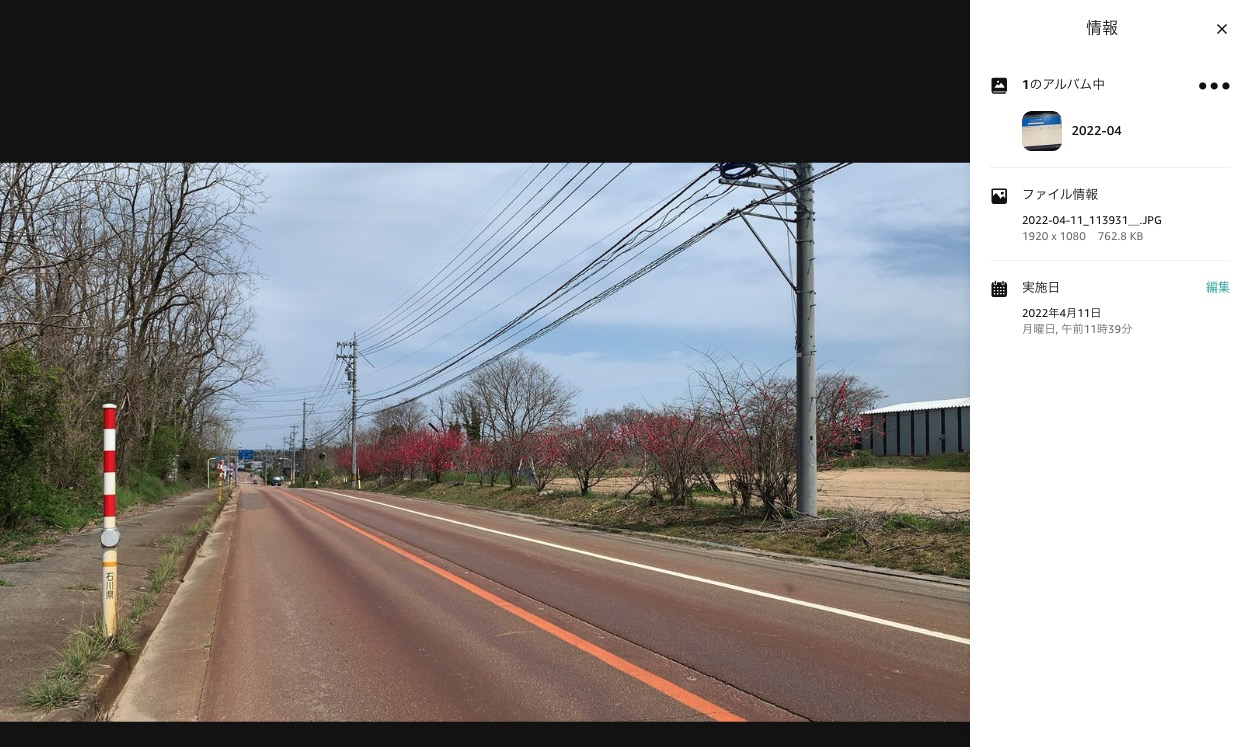 情報
1のアルバム中
2022-04
ファイル情報
2022-04-11_113931__.JPG
1920 x 1080 762.8 KB
実施日
編集
2022年4月11日
月曜日, 午前11時39分
石川県